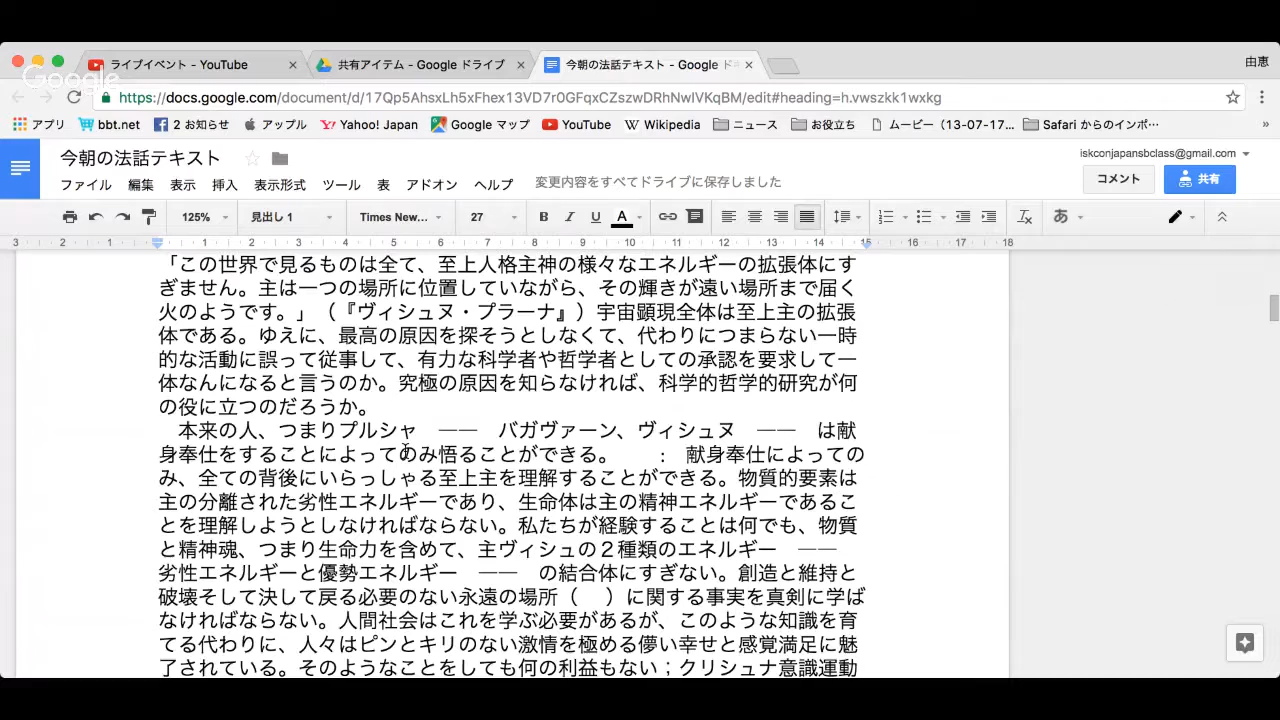 ライブイベント - YouTube
共有アイテム - Google ドライブ
今朝の法話テキスト - Google ド
由恵
Google
https://docs.google.com/document/d/17Qp5AhsxLh5xFhex13VD7r0GFqxCZszwDRhNwIVKqBM/edit#heading=h.vwszkk1wxkg
アプリ bbt.net 2 お知らせ アップル Yahoo! Japan Google マップ YouTube Wikipedia ニュース お役立ち ムービー（13-07-17... Safari からのインポ… »
今朝の法話テキスト
iskconjapansbclass@gmail.com
ファイル 編集 表示 挿入 表示形式 ツール 表 アドオン ヘルプ 変更内容をすべてドライブに保存しました
コメント 共有
125% 見出し 1 Times New... 27 B I U A あ
3 2 1 1 2 3 4 5 6 7 8 9 10 11 12 13 14 15 16 17 18
「この世界で見るものは全て、至上人格主神の様々なエネルギーの拡張体にす
ぎません。主は一つの場所に位置していながら、その輝きが遠い場所まで届く
火のようです。」（『ヴィシュヌ・プラーナ』）宇宙顕現全体は至上主の拡張
体である。ゆえに、最高の原因を探そうとしなくて、代わりにつまらない一時
的な活動に誤って従事して、有力な科学者や哲学者としての承認を要求して一
体なんになると言うのか。究極の原因を知らなければ、科学的哲学的研究が何
の役に立つのだろうか。
本来の人、つまりプルシャ ―― バガヴァーン、ヴィシュヌ ―― は献
身奉仕をすることによってのみ悟ることができる。 ： 献身奉仕によっての
み、全ての背後にいらっしゃる至上主を理解することができる。物質的要素は
主の分離された劣性エネルギーであり、生命体は主の精神エネルギーであるこ
とを理解しようとしなければならない。私たちが経験することは何でも、物質
と精神魂、つまり生命力を含めて、主ヴィシュの２種類のエネルギー ――
劣性エネルギーと優勢エネルギー ―― の結合体にすぎない。創造と維持と
破壊そして決して戻る必要のない永遠の場所（ ）に関する事実を真剣に学ば
なければならない。人間社会はこれを学ぶ必要があるが、このような知識を育
てる代わりに、人々はピンとキリのない激情を極める儚い幸せと感覚満足に魅
了されている。そのようなことをしても何の利益もない；クリシュナ意識運動